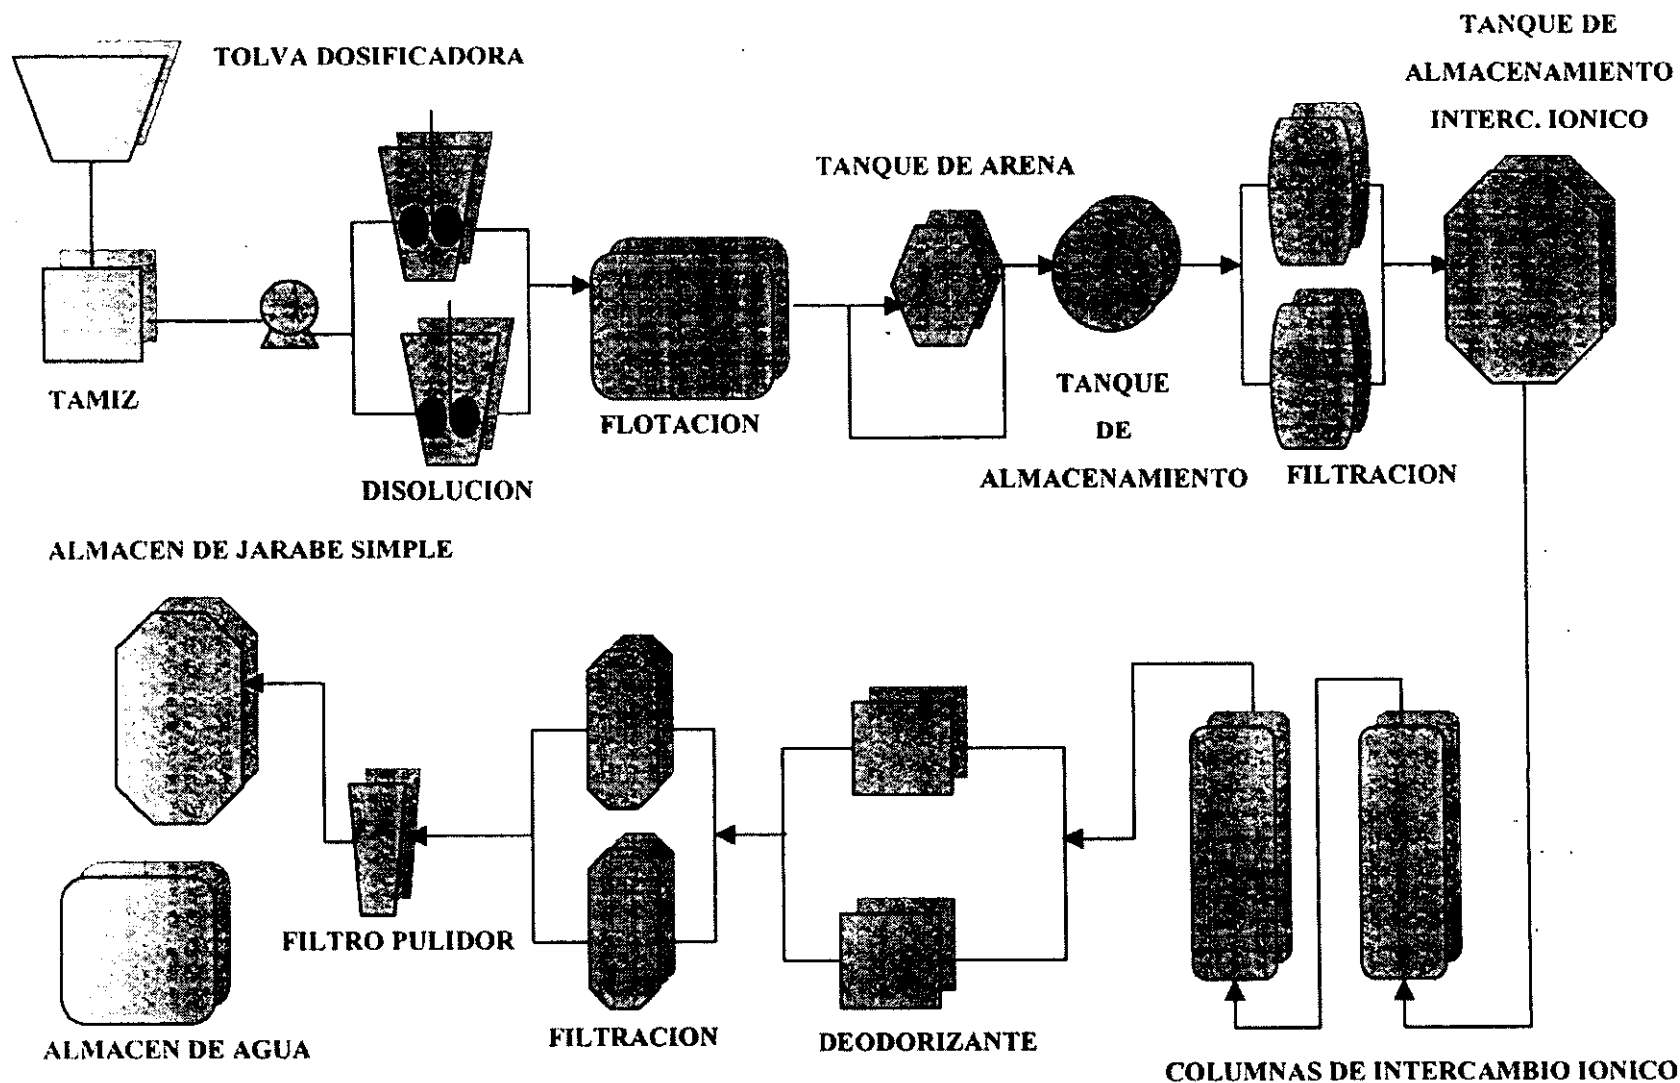 TOLVA DOSIFICADORA
TANQUE DE
ALMACENAMIENTO
INTERC. IONICO
TANQUE DE ARENA
TAMIZ
FLOTACION
TANQUE
DE
ALMACENAMIENTO
FILTRACION
DISOLUCION
ALMACEN DE JARABE SIMPLE
FILTRO PULIDOR
FILTRACION
DEODORIZANTE
ALMACEN DE AGUA
COLUMNAS DE INTERCAMBIO IONICO